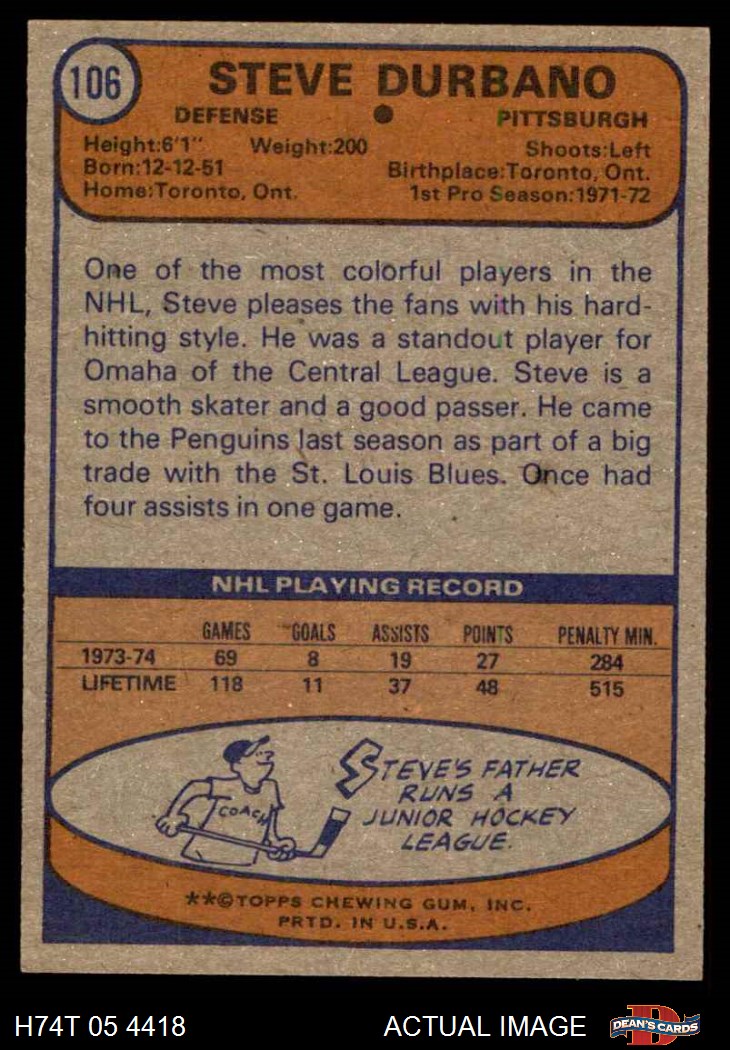 106
STEVE DURBANO
DEFENSE ● PITTSBURGH
Height:6'1" Weight:200 Shoots:Left
Born:12-12-51 Birthplace:Toronto, Ont.
Home:Toronto, Ont. 1st Pro Season:1971-72
One of the most colorful players in the
NHL, Steve pleases the fans with his hard-
hitting style. He was a standout player for
Omaha of the Central League. Steve is a
smooth skater and a good passer. He came
to the Penguins last season as part of a big
trade with the St. Louis Blues. Once had
four assists in one game.
NHL PLAYING RECORD
GAMES GOALS ASSISTS POINTS PENALTY MIN.
1973-74 69 8 19 27 284
LIFETIME 118 11 37 48 515
COACH
STEVE'S FATHER
RUNS A
JUNIOR HOCKEY
LEAGUE.
**©TOPPS CHEWING GUM, INC.
PRTD. IN U.S.A.
H74T 05 4418 ACTUAL IMAGE DEAN'S CARDS